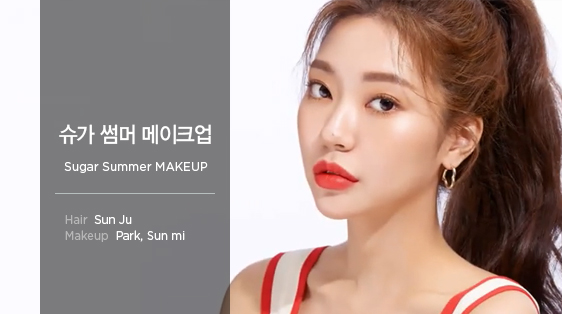 슈가 썸머 메이크업
Sugar Summer MAKEUP
Hair Sun Ju
Makeup Park, Sun mi